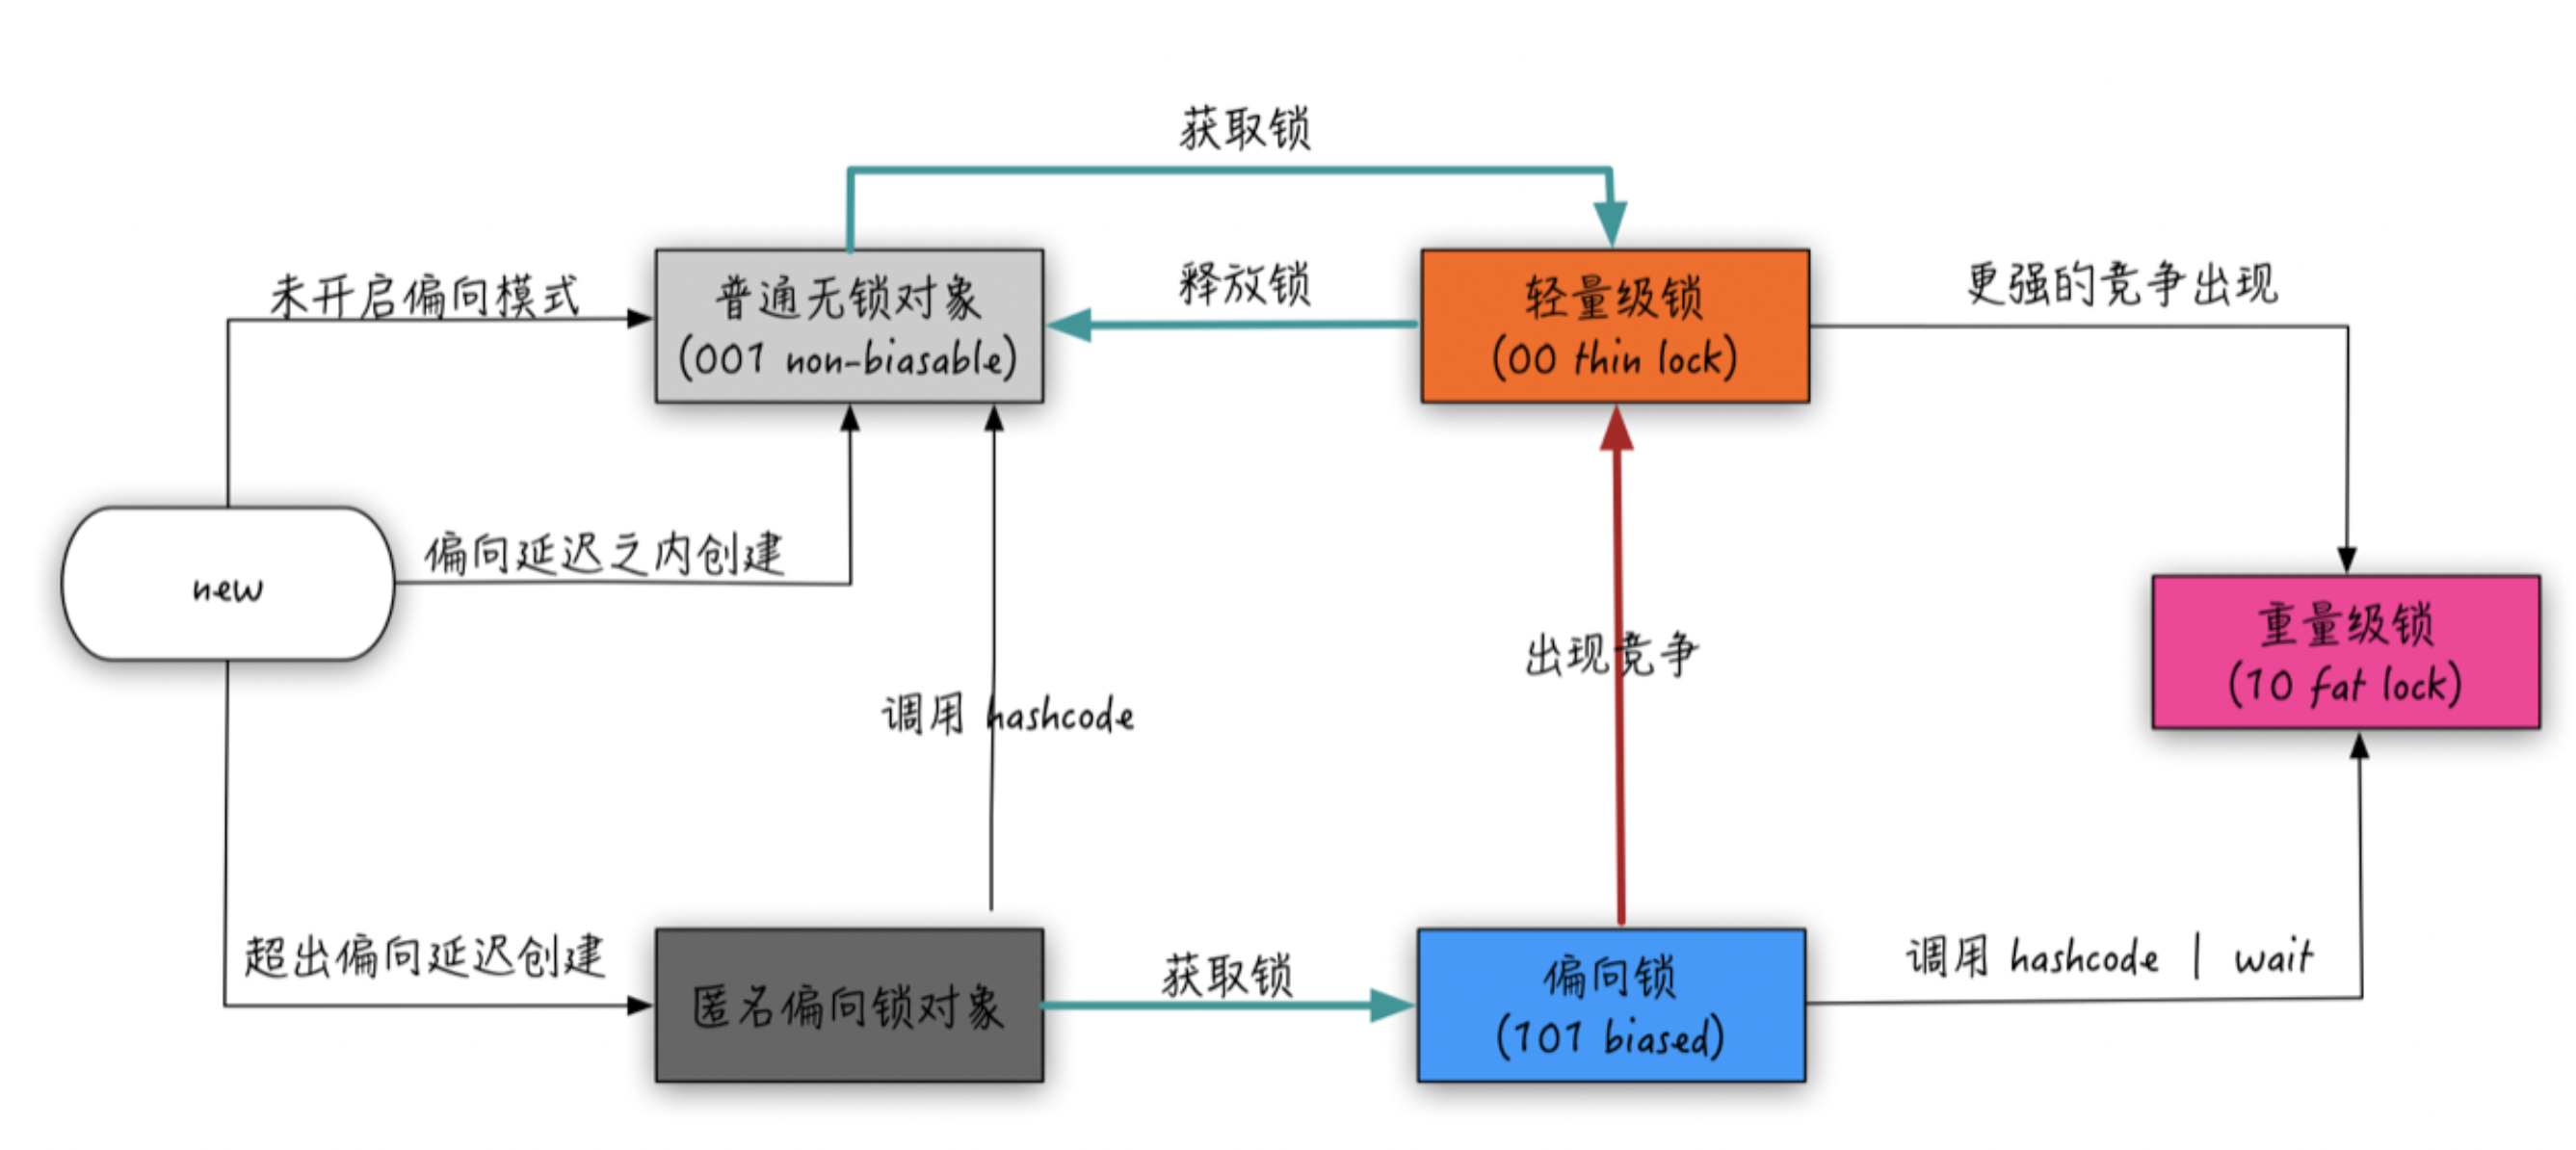 获取锁
未开启偏向模式
普通无锁对象
(001 non-biasable)
释放锁
轻量级锁
(00 thin lock)
更强的竞争出现
偏向延迟之内创建
new
调用 hashcode
出现竞争
重量级锁
(10 fat lock)
超出偏向延迟创建
匿名偏向锁对象
获取锁
偏向锁
(101 biased)
调用 hashcode | wait